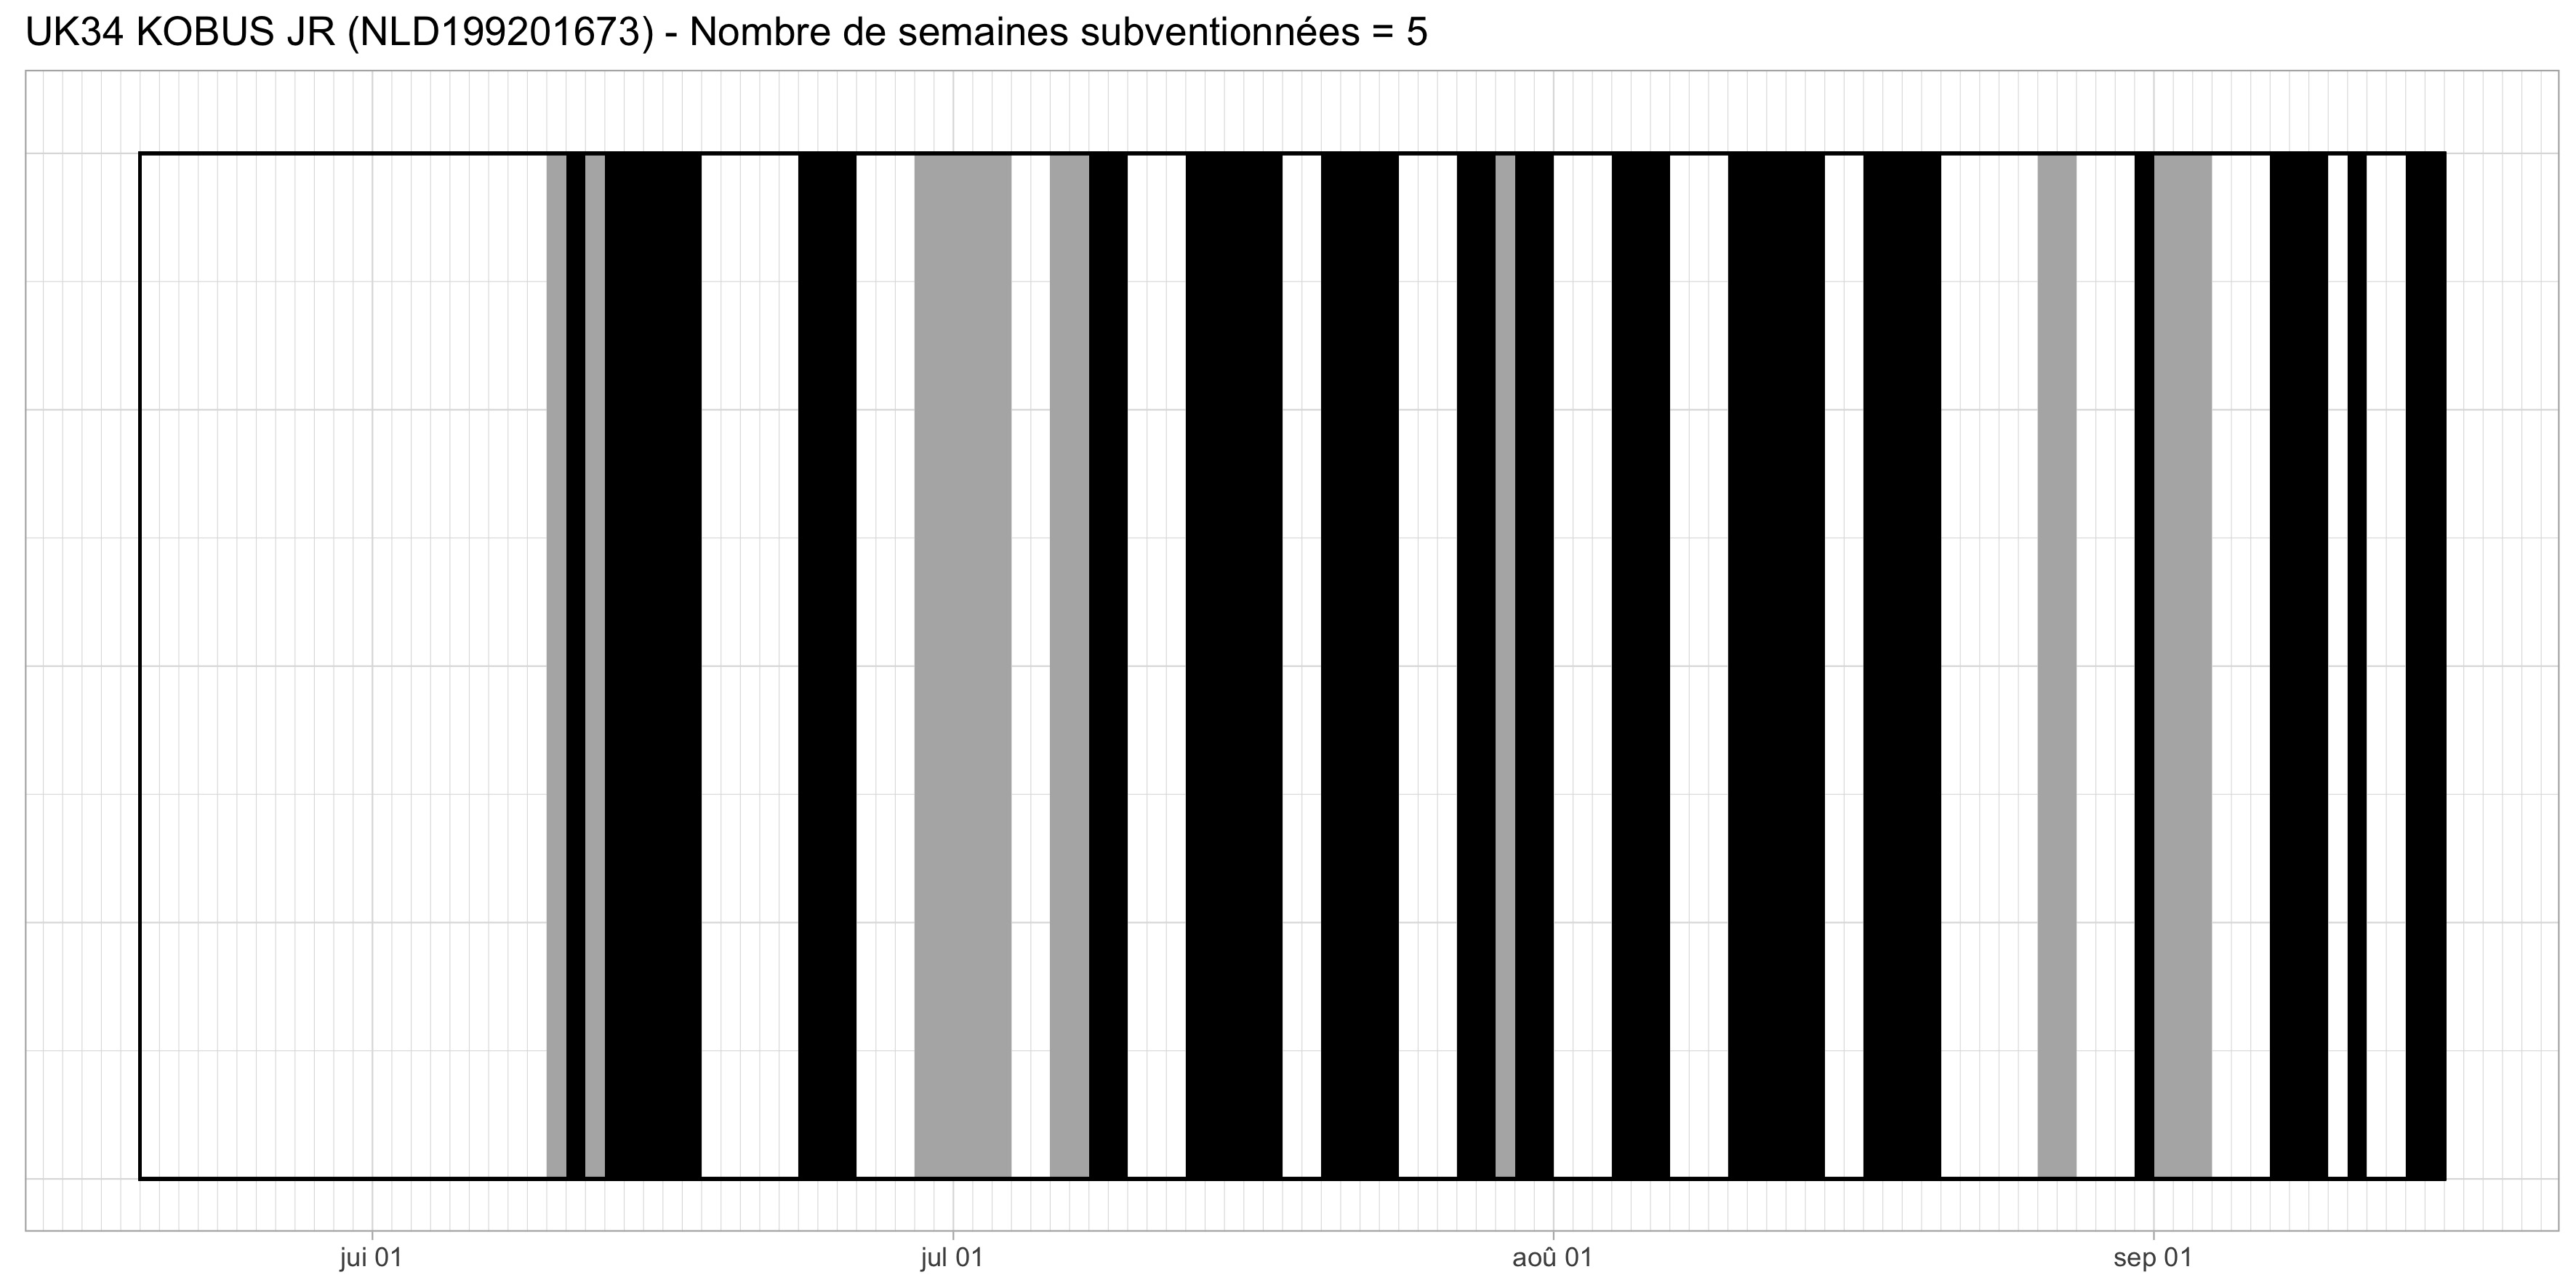 UK34 KOBUS JR (NLD199201673) - Nombre de semaines subventionnées = 5
jui 01 jul 01 aoû 01 sep 01